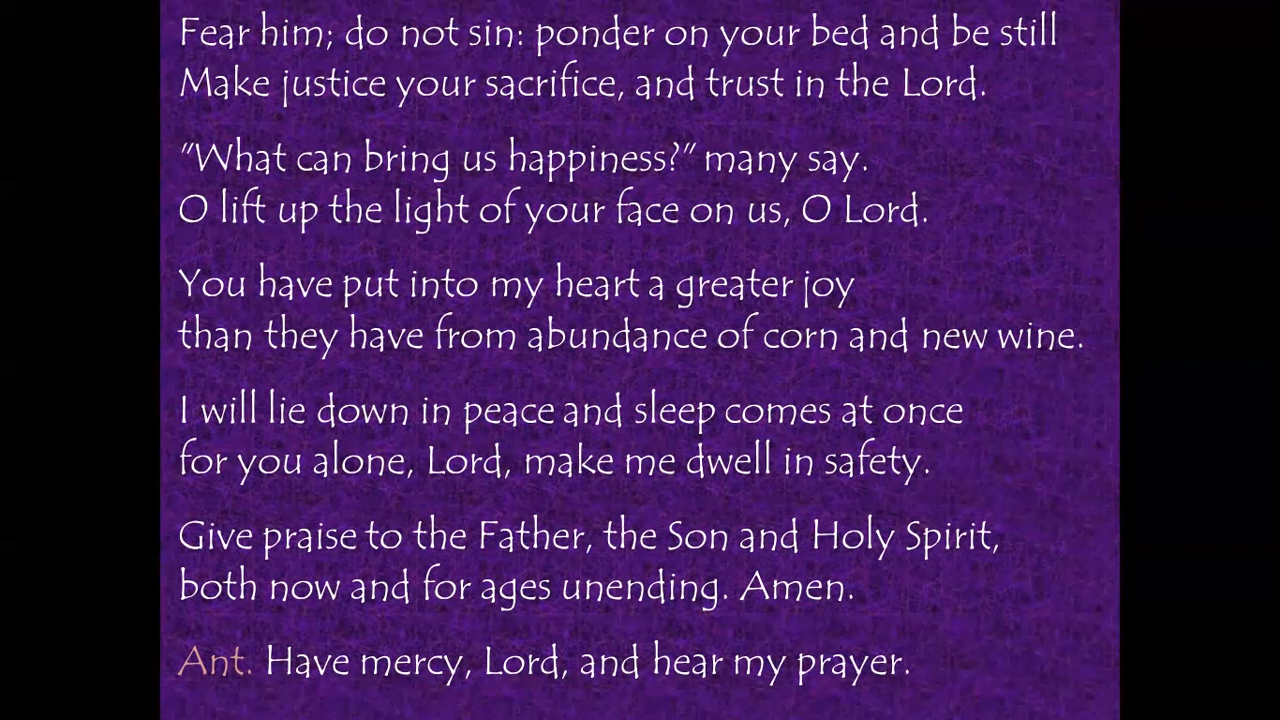 Fear him; do not sin: ponder on your bed and be still
Make justice your sacrifice, and trust in the Lord.
"What can bring us happiness?" many say.
O lift up the light of your face on us, O Lord.
You have put into my heart a greater joy
than they have from abundance of corn and new wine.
I will lie down in peace and sleep comes at once
for you alone, Lord, make me dwell in safety.
Give praise to the Father, the Son and Holy Spirit,
both now and for ages unending. Amen.
Ant. Have mercy, Lord, and hear my prayer.